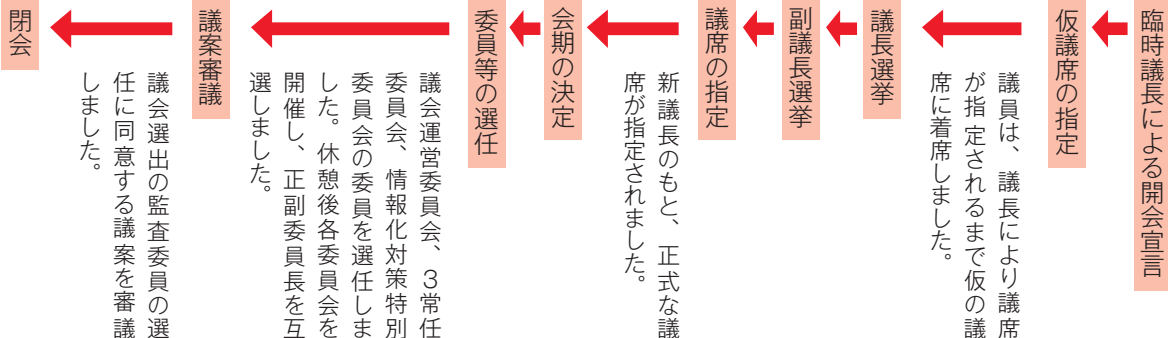 臨時議長による開会宣言
仮議席の指定
議員は、議長により議席
が指定されるまで仮の議
席に着席しました。
議長選挙
副議長選挙
議席の指定
新議長のもと、正式な議
席が指定されました。
会期の決定
委員等の選任
議会運営委員会、３常任
委員会、情報化対策特別
委員会の委員を選任しま
した。休憩後各委員会を
開催し、正副委員長を互
選しました。
議案審議
議会選出の監査委員の選
任に同意する議案を審議
しました。
閉会